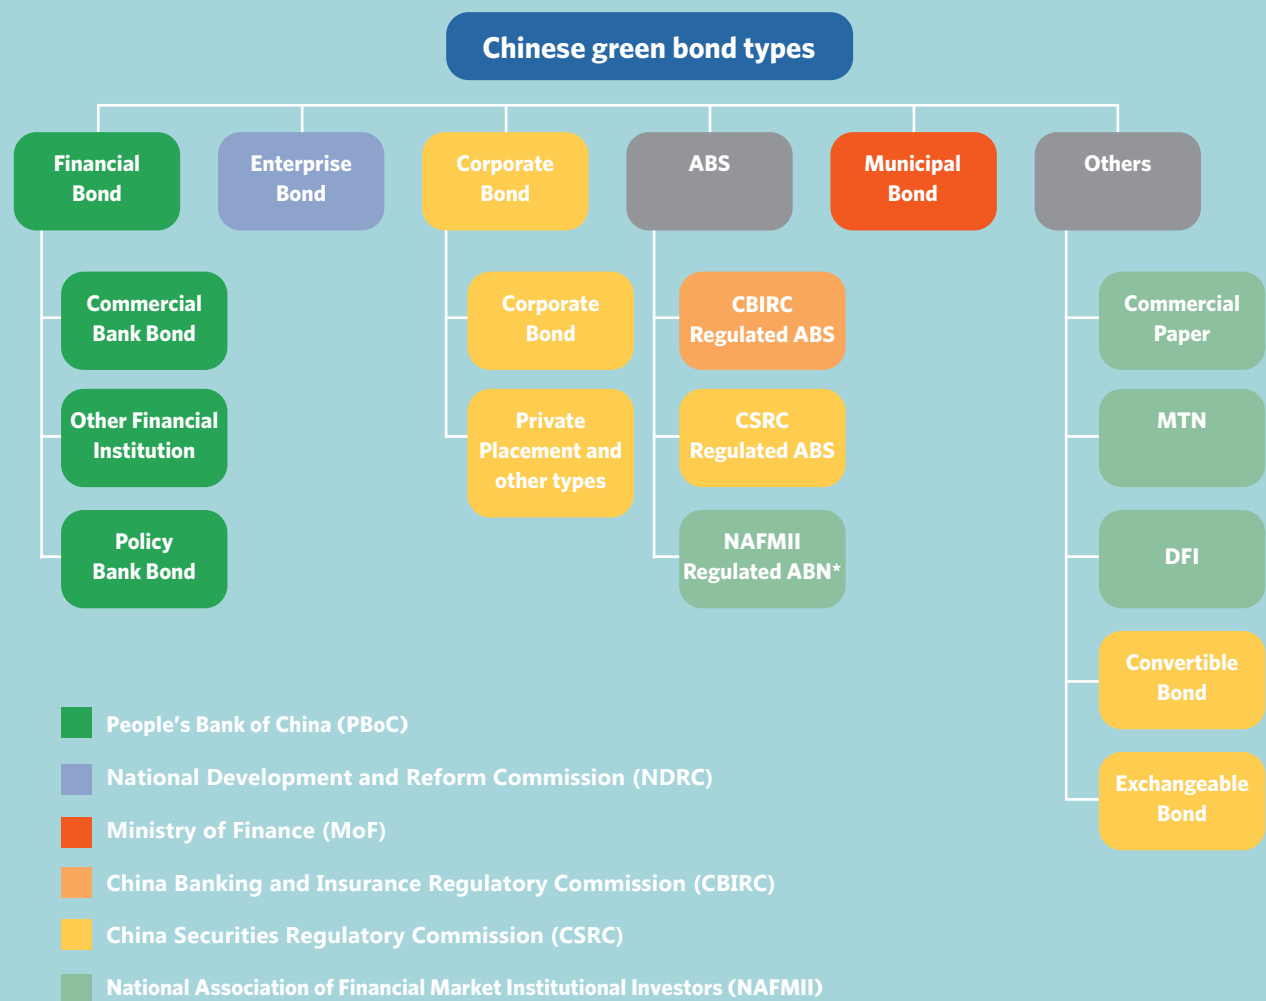 Chinese green bond types
Financial
Bond
Enterprise
Bond
Corporate
Bond
ABS
Municipal
Bond
Others
Commercial
Bank Bond
Other Financial
Institution
Policy
Bank Bond
Corporate
Bond
Private
Placement and
other types
CBIRC
Regulated ABS
CSRC
Regulated ABS
NAFMII
Regulated ABN*
Commercial
Paper
MTN
DFI
Convertible
Bond
Exchangeable
Bond
People's Bank of China (PBoC)
National Development and Reform Commission (NDRC)
Ministry of Finance (MoF)
China Banking and Insurance Regulatory Commission (CBIRC)
China Securities Regulatory Commission (CSRC)
National Association of Financial Market Institutional Investors (NAFMII)